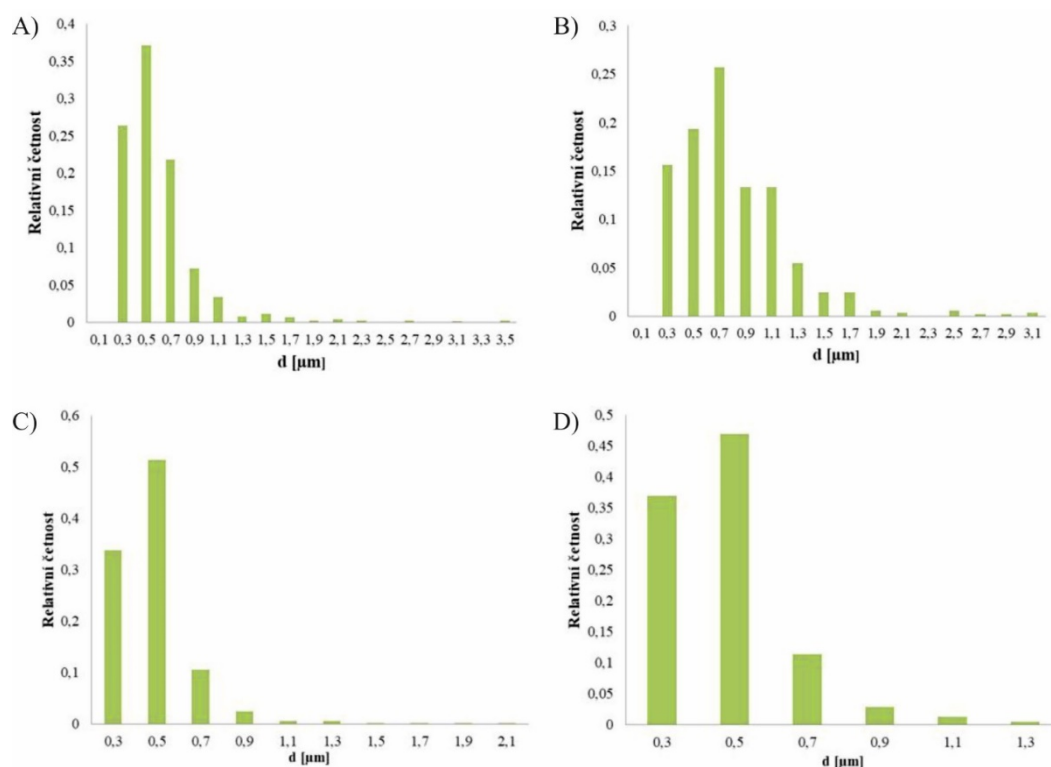 A)
Relativní četnost
0,4
0,35
0,3
0,25
0,2
0,15
0,1
0,05
0
0,1 0,3 0,5 0,7 0,9 1,1 1,3 1,5 1,7 1,9 2,1 2,3 2,5 2,7 2,9 3,1 3,3 3,5
d [µm]
B)
Relativní četnost
0,3
0,25
0,2
0,15
0,1
0,05
0
0,1 0,3 0,5 0,7 0,9 1,1 1,3 1,5 1,7 1,9 2,1 2,3 2,5 2,7 2,9 3,1
d [µm]
C)
Relativní četnost
0,6
0,5
0,4
0,3
0,2
0,1
0
0,3 0,5 0,7 0,9 1,1 1,3 1,5 1,7 1,9 2,1
d [µm]
D)
Relativní četnost
0,5
0,45
0,4
0,35
0,3
0,25
0,2
0,15
0,1
0,05
0
0,3 0,5 0,7 0,9 1,1 1,3
d [µm]